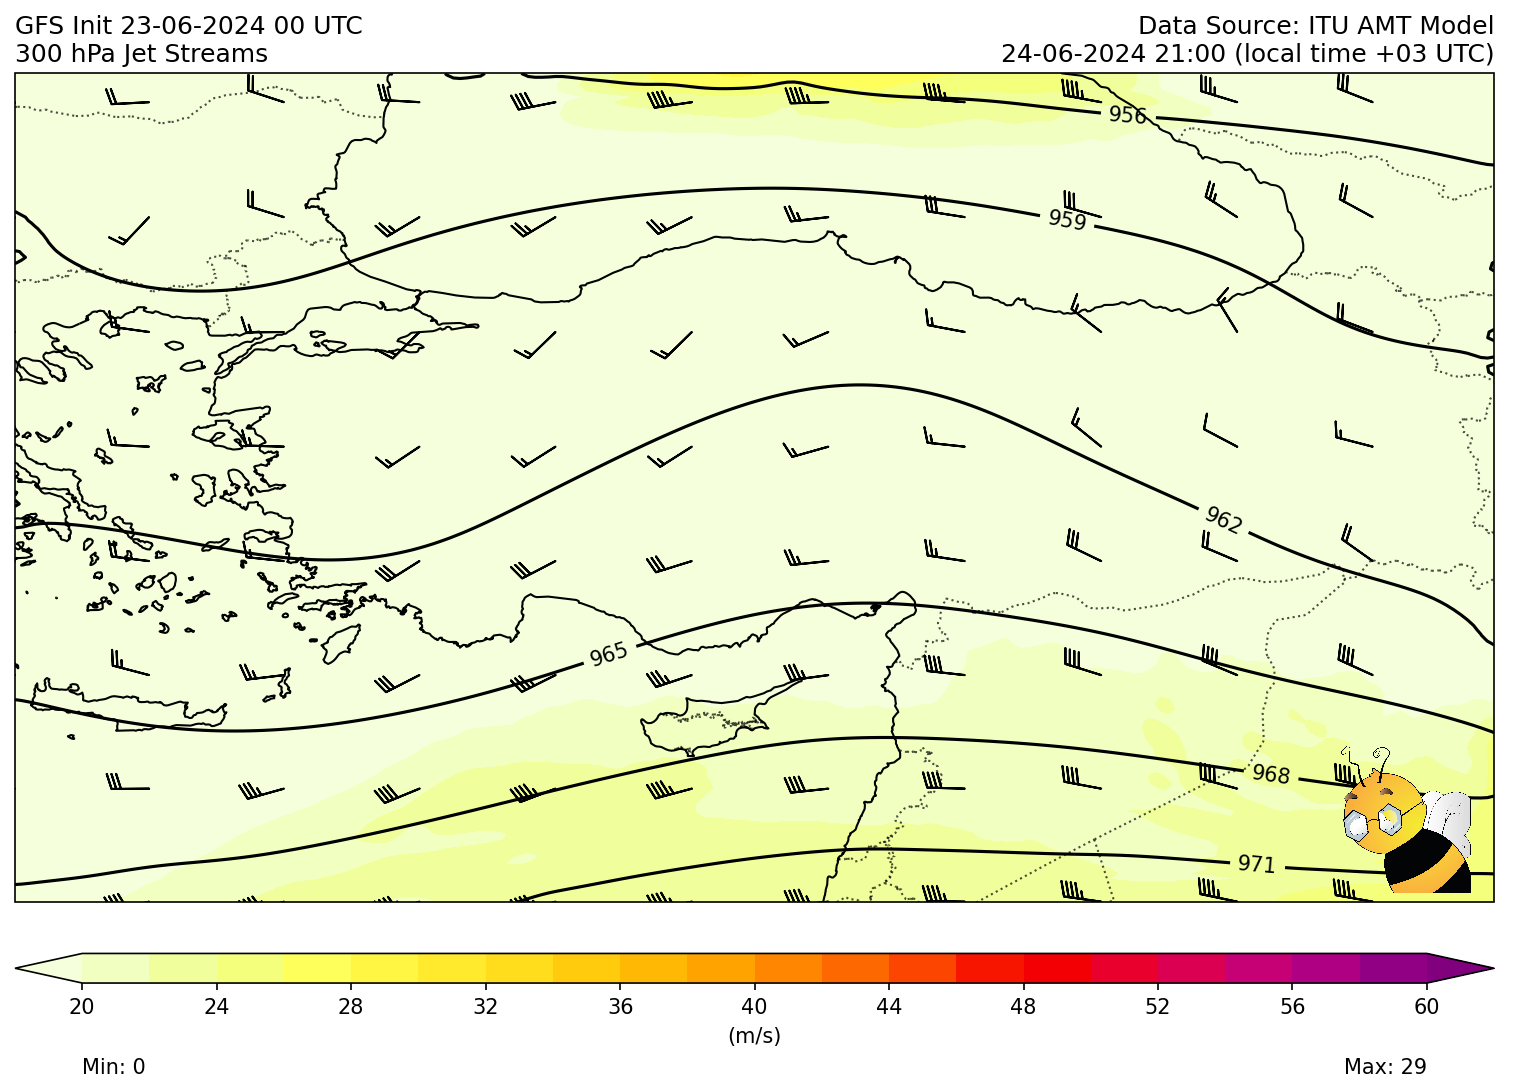 GFS Init 23-06-2024 00 UTC
Data Source: ITU AMT Model
300 hPa Jet Streams
24-06-2024 21:00 (local time +03 UTC)
956
959
962
965
968
971
20 24 28 32 36 40 44 48 52 56 60
(m/s)
Min: 0
Max: 29